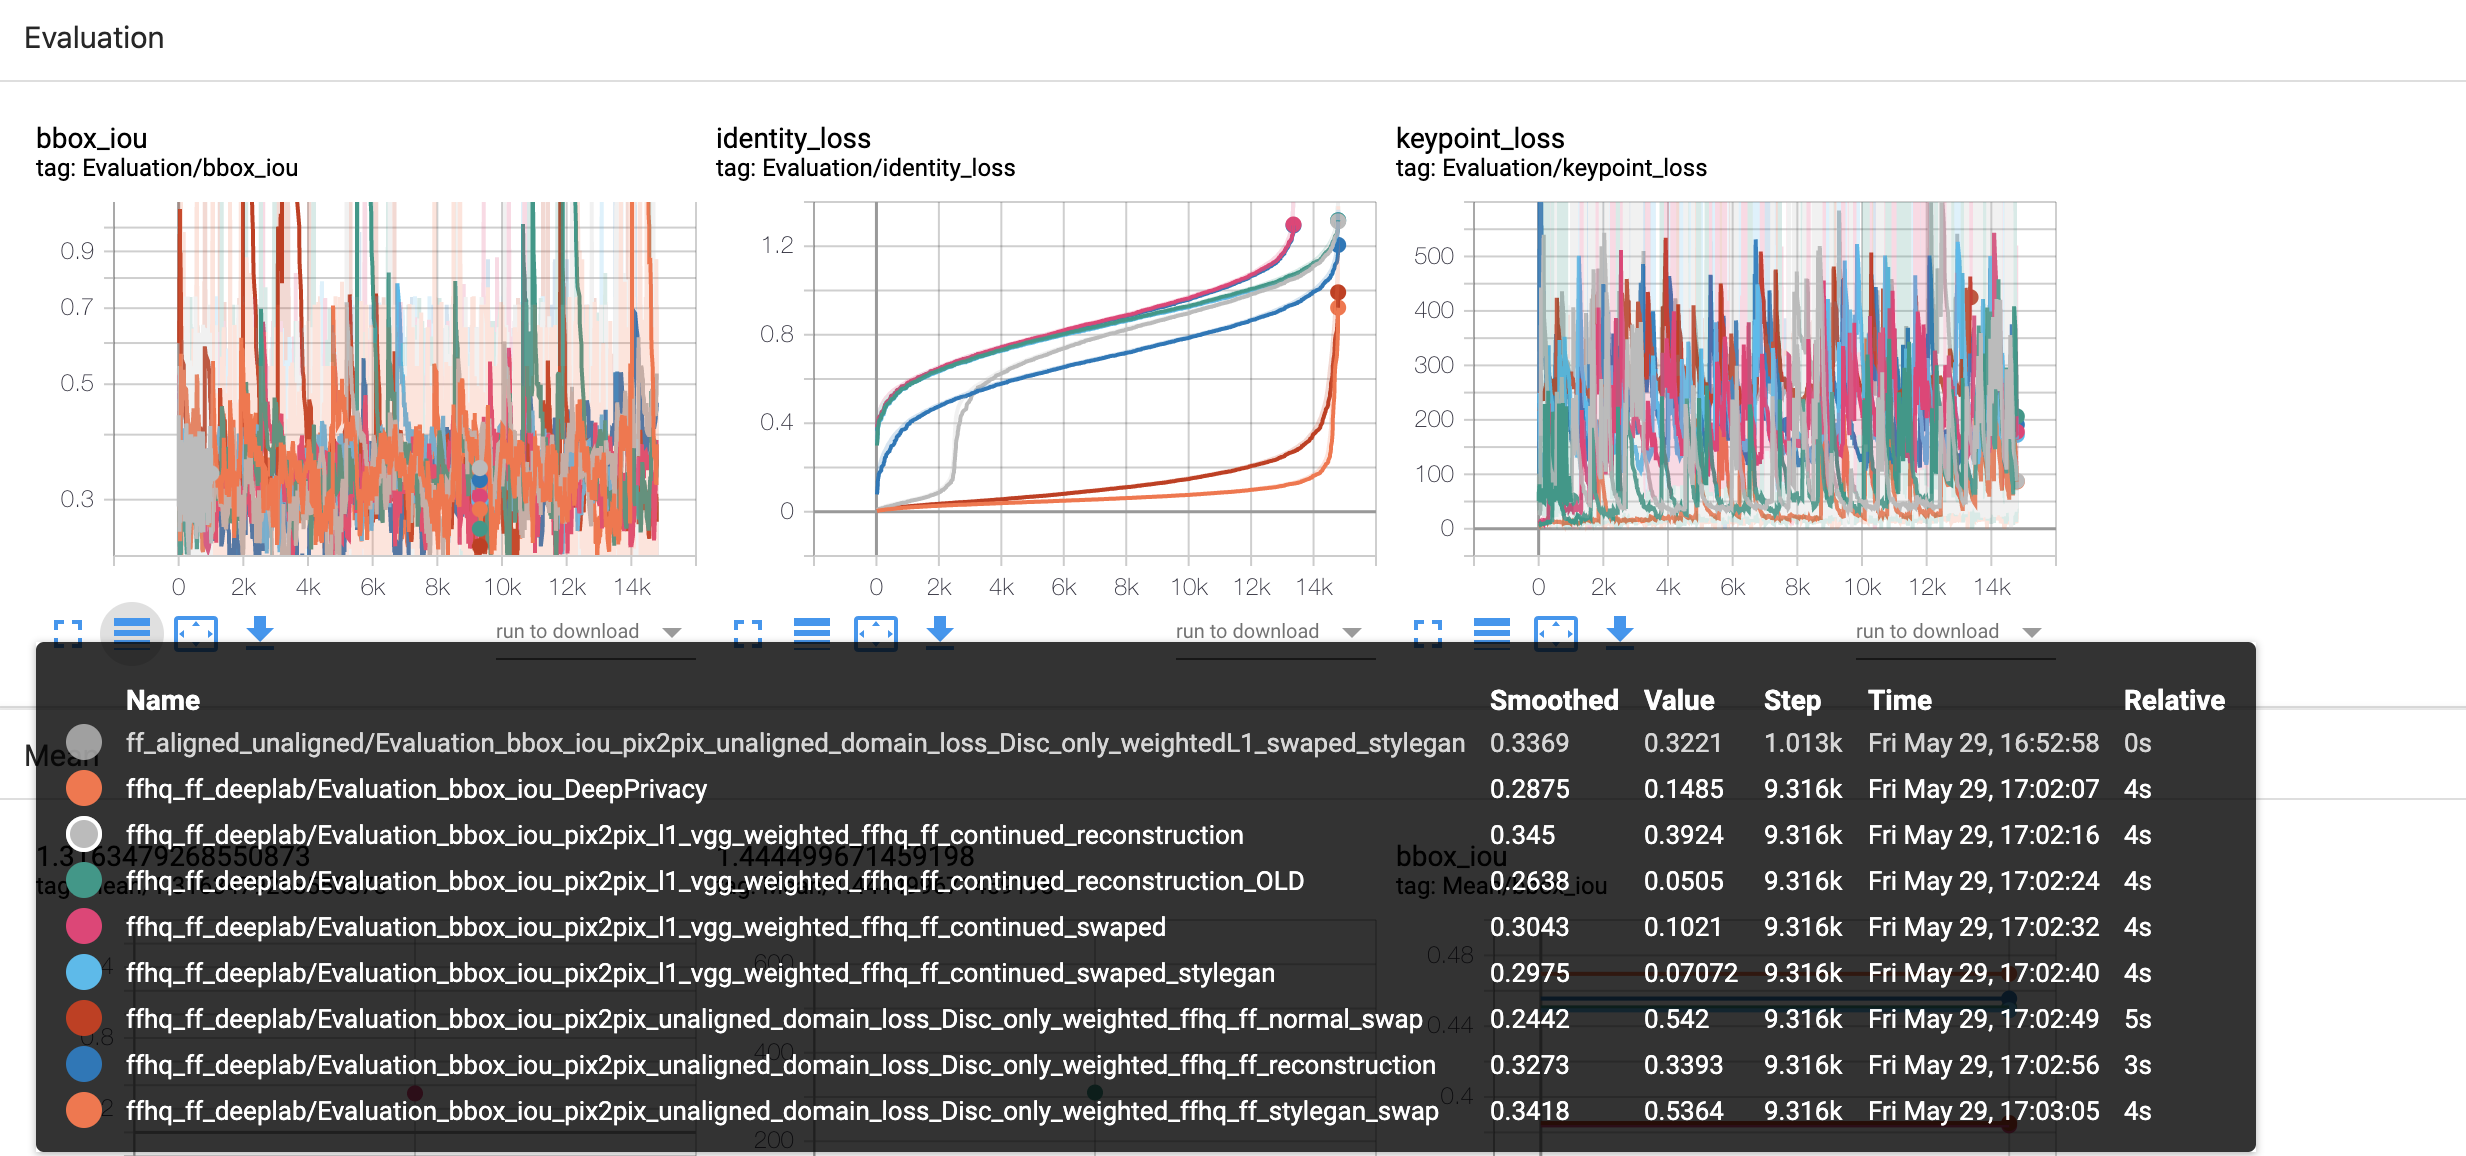 Evaluation
bbox_iou
tag: Evaluation/bbox_iou
identity_loss
tag: Evaluation/identity_loss
keypoint_loss
tag: Evaluation/keypoint_loss
0.9
0.7
0.5
0.3
0 2k 4k 6k 8k 10k 12k 14k
1.2
0.8
0.4
0
0 2k 4k 6k 8k 10k 12k 14k
500
400
300
200
100
0
0 2k 4k 6k 8k 10k 12k 14k
run to download
run to download
run to download
Name Smoothed Value Step Time Relative
ff_aligned_unaligned/Evaluation_bbox_iou_pix2pix_unaligned_domain_loss_Disc_only_weightedL1_swaped_stylegan 0.3369 0.3221 1.013k Fri May 29, 16:52:58 0s
ffhq_ff_deeplab/Evaluation_bbox_iou_DeepPrivacy 0.2875 0.1485 9.316k Fri May 29, 17:02:07 4s
ffhq_ff_deeplab/Evaluation_bbox_iou_pix2pix_l1_vgg_weighted_ffhq_ff_continued_reconstruction 0.345 0.3924 9.316k Fri May 29, 17:02:16 4s
ffhq_ff_deeplab/Evaluation_bbox_iou_pix2pix_l1_vgg_weighted_ffhq_ff_continued_reconstruction_OLD 0.2638 0.0505 9.316k Fri May 29, 17:02:24 4s
ffhq_ff_deeplab/Evaluation_bbox_iou_pix2pix_l1_vgg_weighted_ffhq_ff_continued_swaped 0.3043 0.1021 9.316k Fri May 29, 17:02:32 4s
ffhq_ff_deeplab/Evaluation_bbox_iou_pix2pix_l1_vgg_weighted_ffhq_ff_continued_swaped_stylegan 0.2975 0.07072 9.316k Fri May 29, 17:02:40 4s
ffhq_ff_deeplab/Evaluation_bbox_iou_pix2pix_unaligned_domain_loss_Disc_only_weighted_ffhq_ff_normal_swap 0.2442 0.542 9.316k Fri May 29, 17:02:49 5s
ffhq_ff_deeplab/Evaluation_bbox_iou_pix2pix_unaligned_domain_loss_Disc_only_weighted_ffhq_ff_reconstruction 0.3273 0.3393 9.316k Fri May 29, 17:02:56 3s
ffhq_ff_deeplab/Evaluation_bbox_iou_pix2pix_unaligned_domain_loss_Disc_only_weighted_ffhq_ff_stylegan_swap 0.3418 0.5364 9.316k Fri May 29, 17:03:05 4s
Mean
1.3163479268550873
1.444499671459198
bbox_iou
tag: Mean/bbox_iou
600
400
200
0.48
0.44
0.4